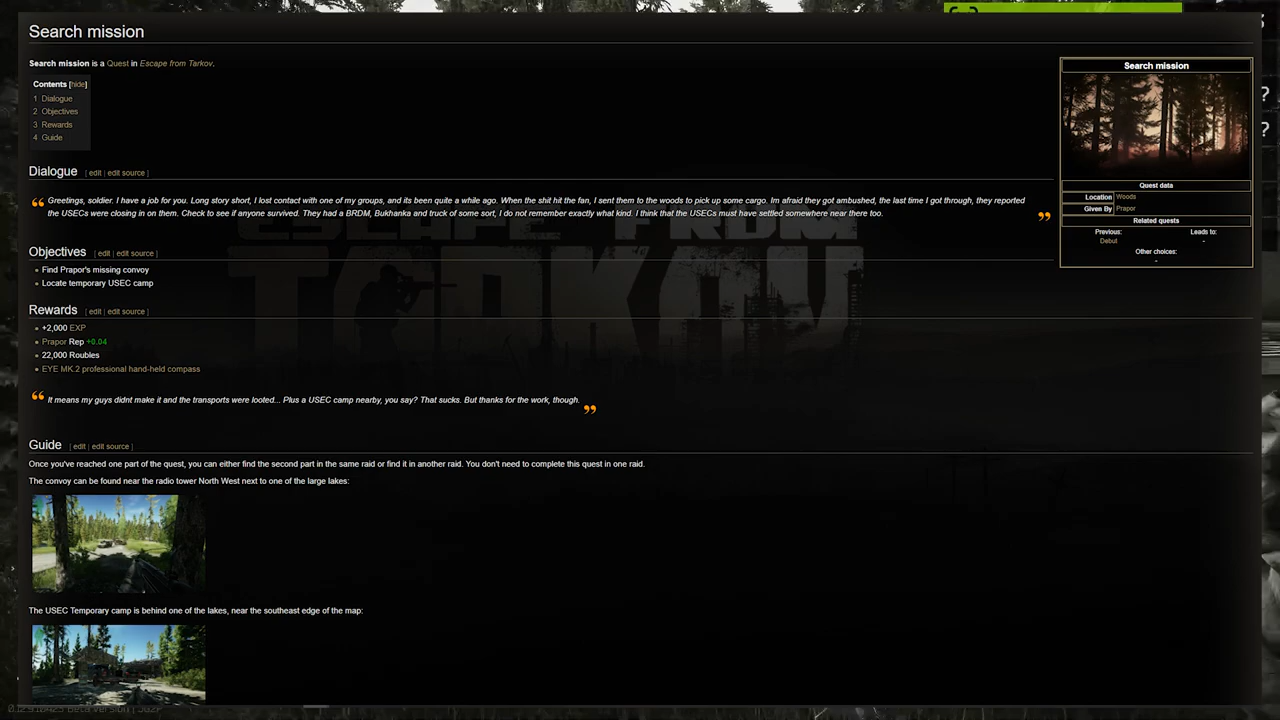 Search mission
Search mission is a Quest in Escape from Tarkov.
Contents [hide]
1 Dialogue
2 Objectives
3 Rewards
4 Guide
Dialogue [ edit | edit source ]
“ Greetings, soldier. I have a job for you. Long story short, I lost contact with one of my groups, and its been quite a while ago. When the shit hit the fan, I sent them to the woods to pick up some cargo. Im afraid they got ambushed, the last time I got through, they reported
the USECs were closing in on them. Check to see if anyone survived. They had a BRDM, Bukhanka and truck of some sort, I do not remember exactly what kind. I think that the USECs must have settled somewhere near there too. ”
ESCAPE FROM
TARKOV
Objectives [ edit | edit source ]
Find Prapor's missing convoy
Locate temporary USEC camp
Rewards [ edit | edit source ]
+2,000 EXP
Prapor Rep +0.04
22,000 Roubles
EYE MK.2 professional hand-held compass
“ It means my guys didnt make it and the transports were looted... Plus a USEC camp nearby, you say? That sucks. But thanks for the work, though. ”
Guide [ edit | edit source ]
Once you've reached one part of the quest, you can either find the second part in the same raid or find it in another raid. You don't need to complete this quest in one raid.
The convoy can be found near the radio tower North West next to one of the large lakes:
The USEC Temporary camp is behind one of the lakes, near the southeast edge of the map:
Search mission
Quest data
Location Woods
Given By Prapor
Related quests
Previous: Leads to:
Debut -
Other choices:
-
?
?